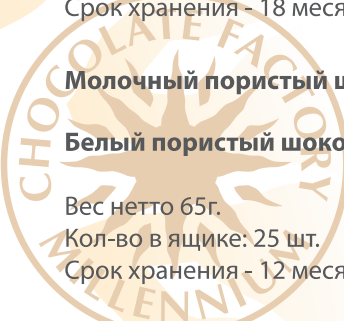 Срок хранения - 18 меся
Молочный пористый ш
Белый пористый шоко
Вес нетто 65г.
Кол-во в ящике: 25 шт.
Срок хранения - 12 меся
CHOCOLATE FACTORY
MILLENNIUM